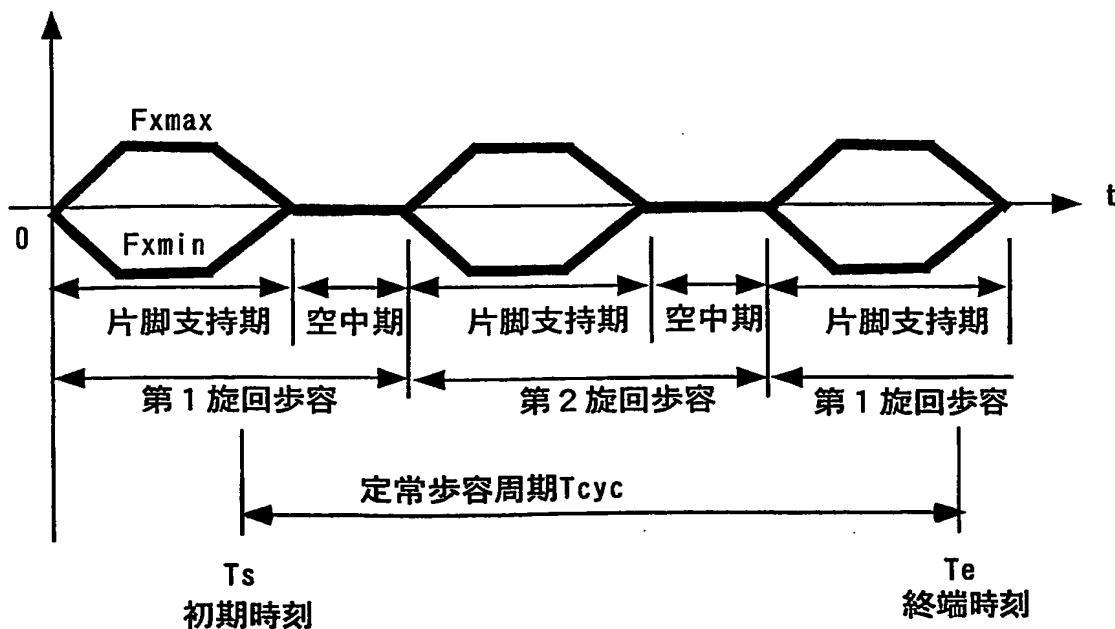 Fxmax
t
0
Fxmin
片脚支持期 空中期 片脚支持期 空中期 片脚支持期
第1旋回歩容 第2旋回歩容 第1旋回歩容
定常歩容周期Tcyc
Ts Te
初期時刻 終端時刻